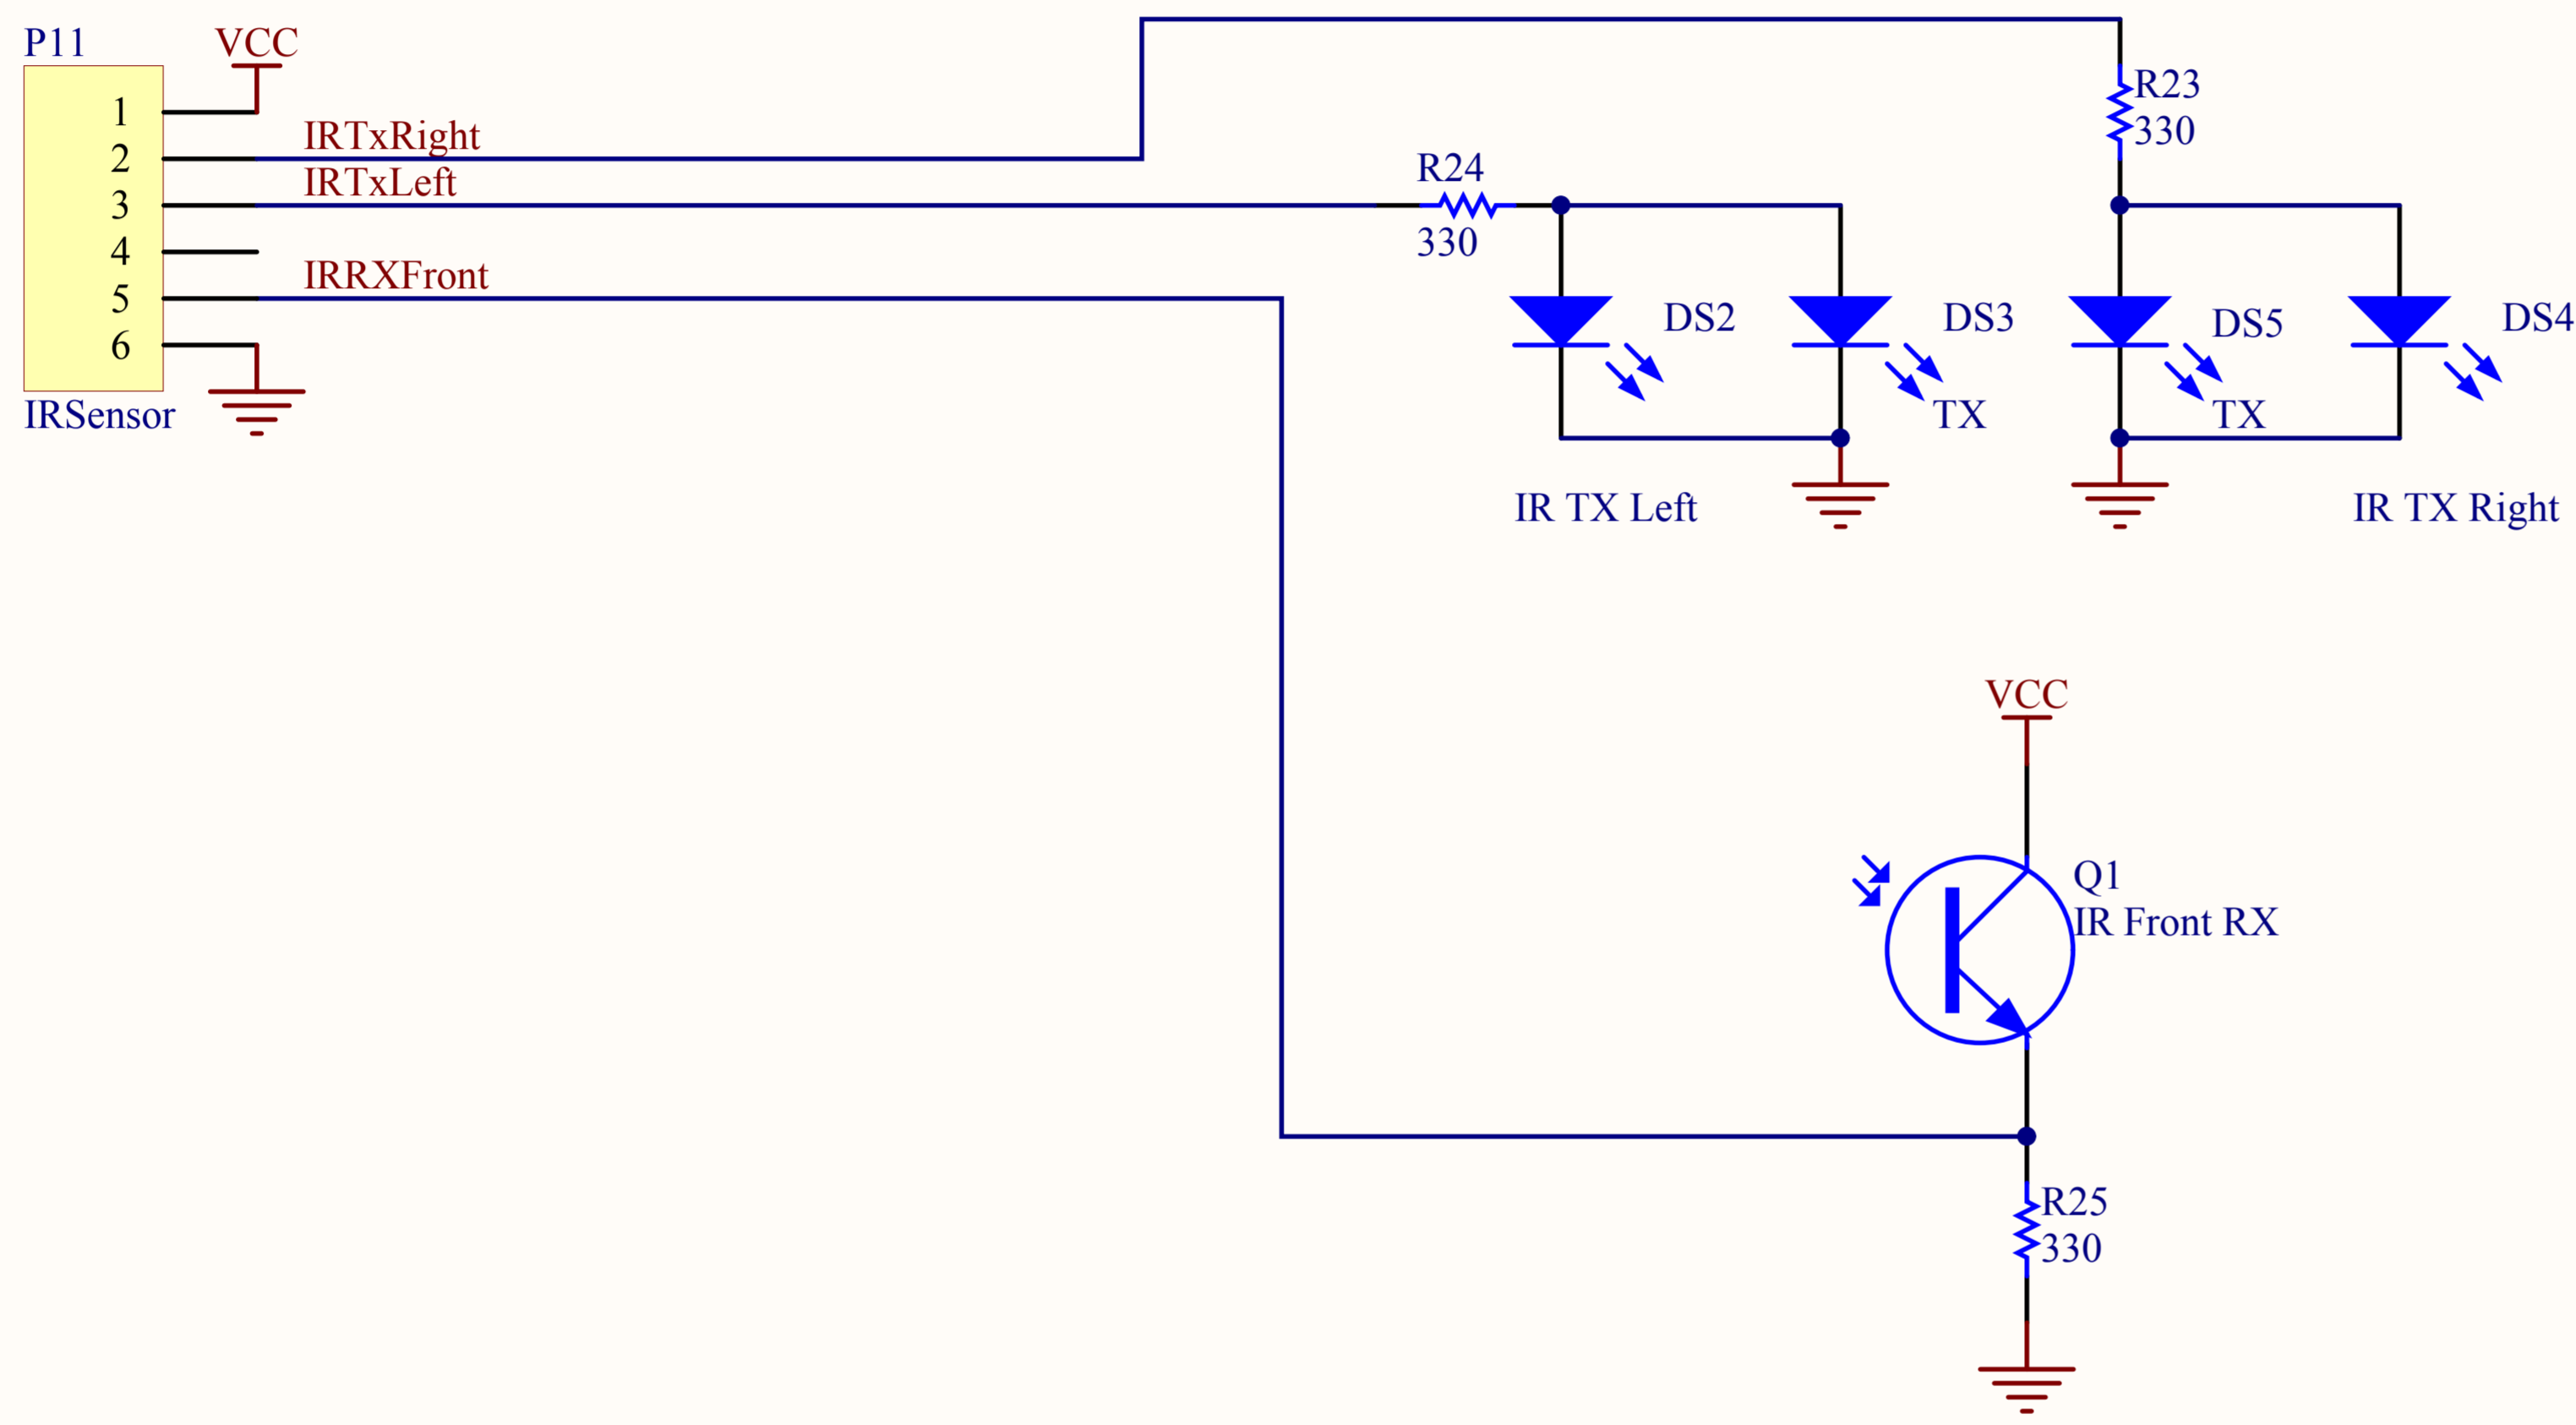 P11
VCC
1
2
3
4
5
6
IRSensor
IRTxRight
IRTxLeft
IRRXFront
R24
330
R23
330
DS2
DS3
TX
DS5
TX
DS4
IR TX Left
IR TX Right
VCC
Q1
IR Front RX
R25
330